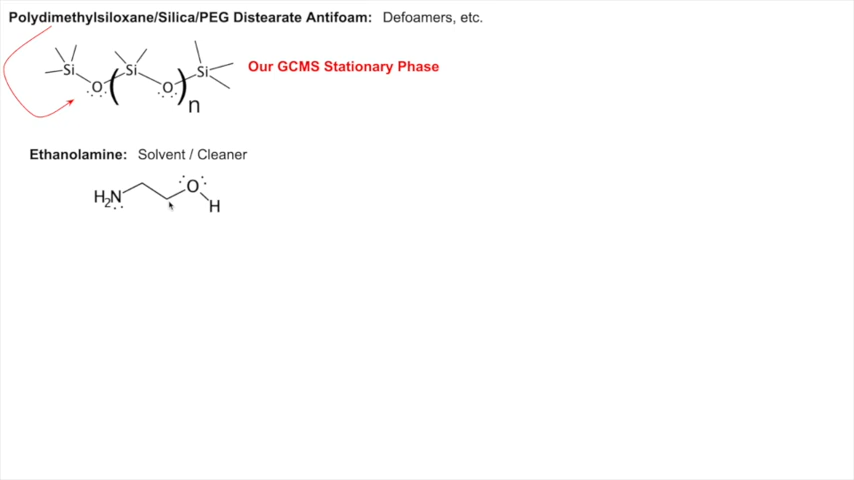 Polydimethylsiloxane/Silica/PEG Distearate Antifoam: Defoamers, etc.
Si O ( Si O ) n Si
Our GCMS Stationary Phase
Ethanolamine: Solvent / Cleaner
H2N O H